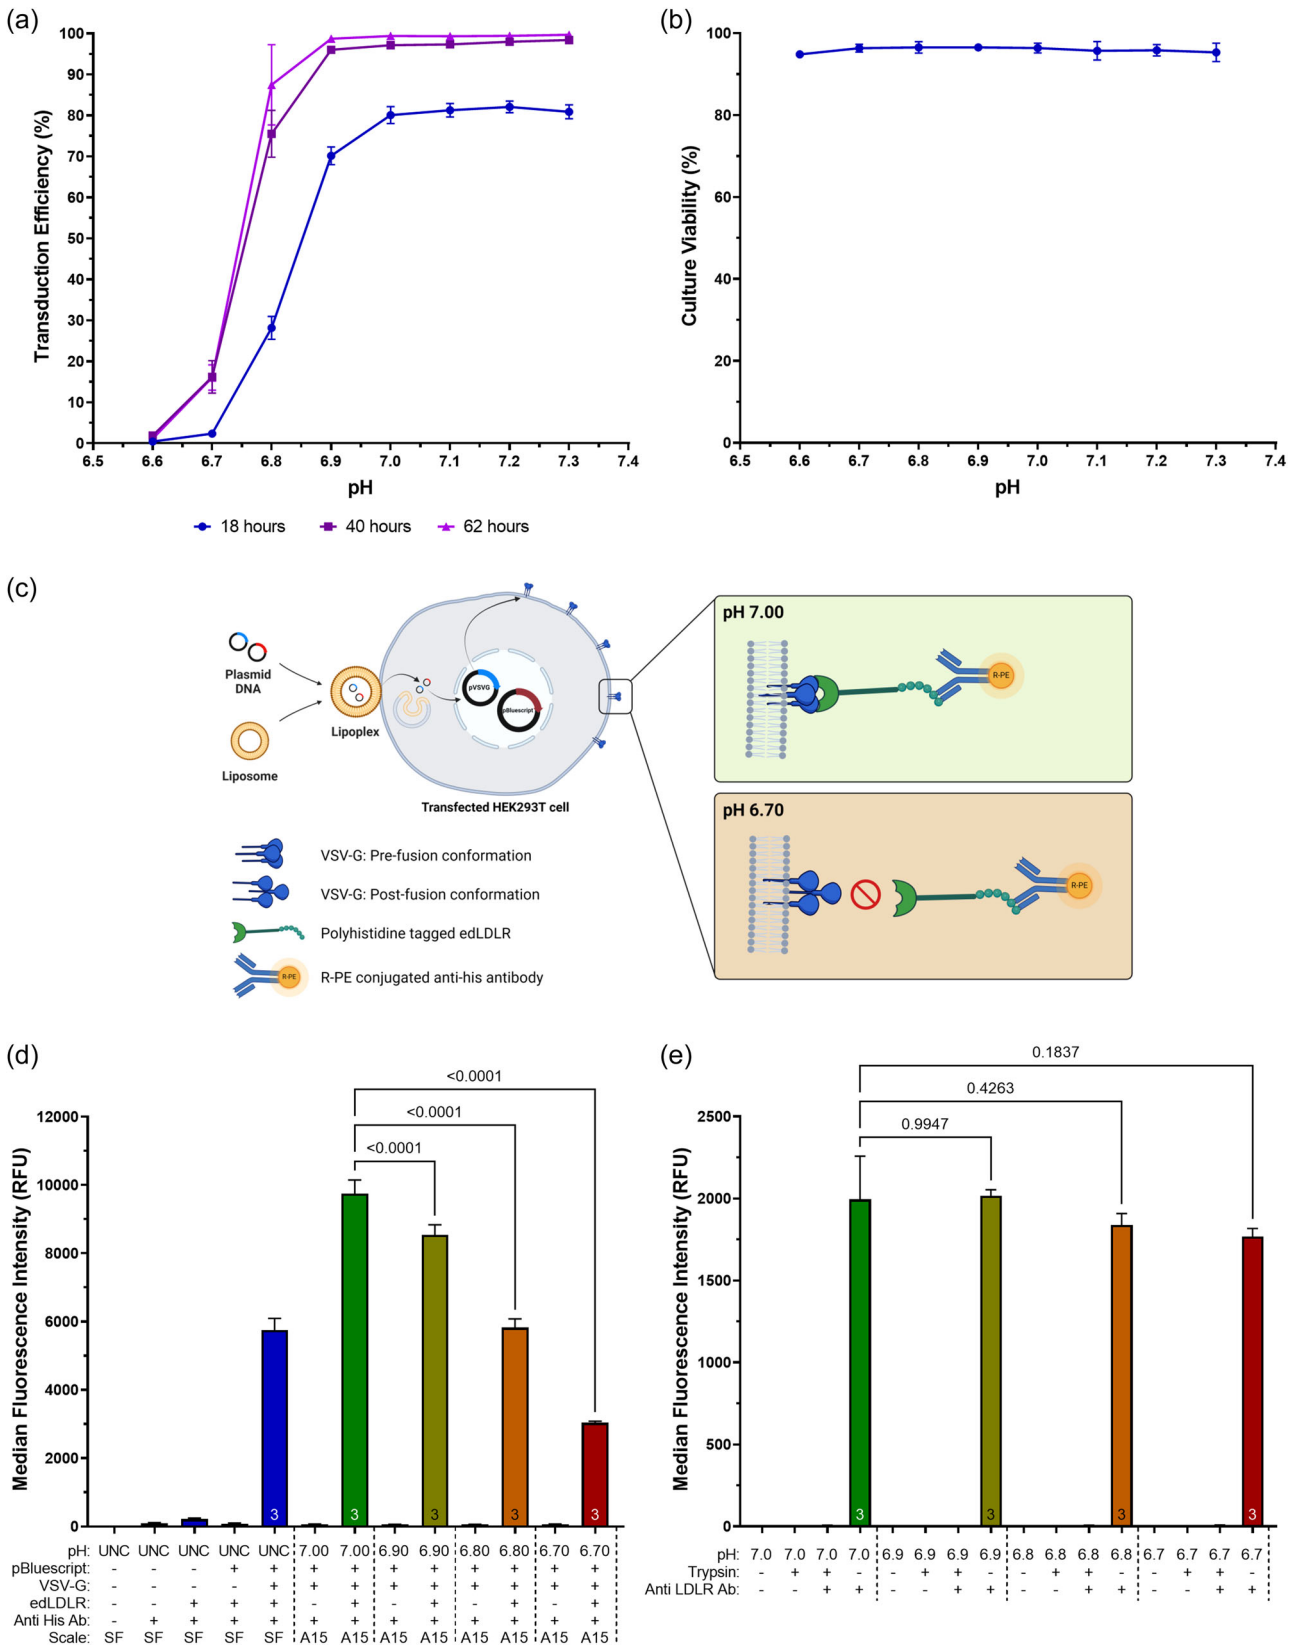 (a)
100
90
80
70
60
50
40
30
20
10
0
Transduction Efficiency (%)
6.5 6.6 6.7 6.8 6.9 7.0 7.1 7.2 7.3 7.4
pH
18 hours 40 hours 62 hours
(b)
100
80
60
40
20
0
Culture Viability (%)
6.5 6.6 6.7 6.8 6.9 7.0 7.1 7.2 7.3 7.4
pH
(c)
Plasmid
DNA
Liposome
Lipoplex
pVSVG
pBluescript
Transfected HEK293T cell
VSV-G: Pre-fusion conformation
VSV-G: Post-fusion conformation
Polyhistidine tagged edLDLR
R-PE
R-PE conjugated anti-his antibody
pH 7.00
R-PE
pH 6.70
R-PE
(d)
<0.0001
<0.0001
<0.0001
12000
10000
8000
6000
4000
2000
0
Median Fluorescence Intensity (RFU)
3 3 3 3 3
pH: UNC UNC UNC UNC UNC 7.00 7.00 6.90 6.90 6.80 6.80 6.70 6.70
pBluescript: - - - + + + + + + + + + +
VSV-G: - - - - + + + + + + + + +
edLDLR: - - + + + - + - + - + - +
Anti His Ab: - + + + + + + + + + + + +
Scale: SF SF SF SF SF A15 A15 A15 A15 A15 A15 A15 A15
(e)
0.1837
0.4263
0.9947
2500
2000
1500
1000
500
0
Median Fluorescence Intensity (RFU)
3 3 3 3
pH: 7.0 7.0 7.0 7.0 6.9 6.9 6.9 6.9 6.8 6.8 6.8 6.8 6.7 6.7 6.7 6.7
Trypsin: - + + - - + + - - + + - - + + -
Anti LDLR Ab: - - + + - - + + - - + + - - + +